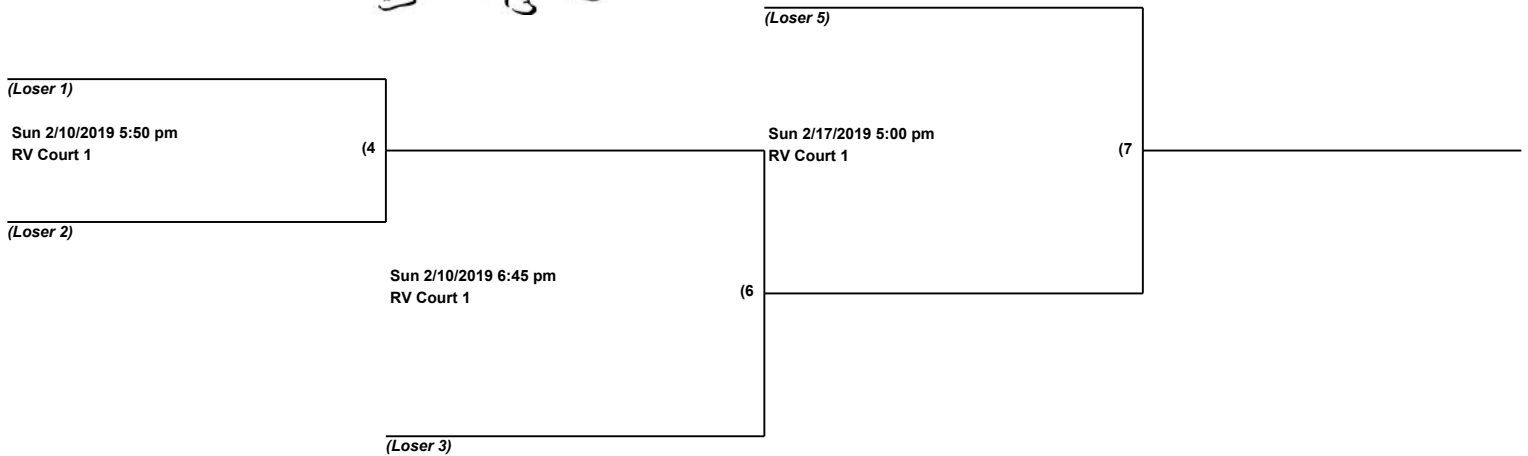 (Loser 5)
(Loser 1)
Sun 2/10/2019 5:50 pm
RV Court 1
(4
Sun 2/17/2019 5:00 pm
RV Court 1
(7
(Loser 2)
Sun 2/10/2019 6:45 pm
RV Court 1
(6
(Loser 3)